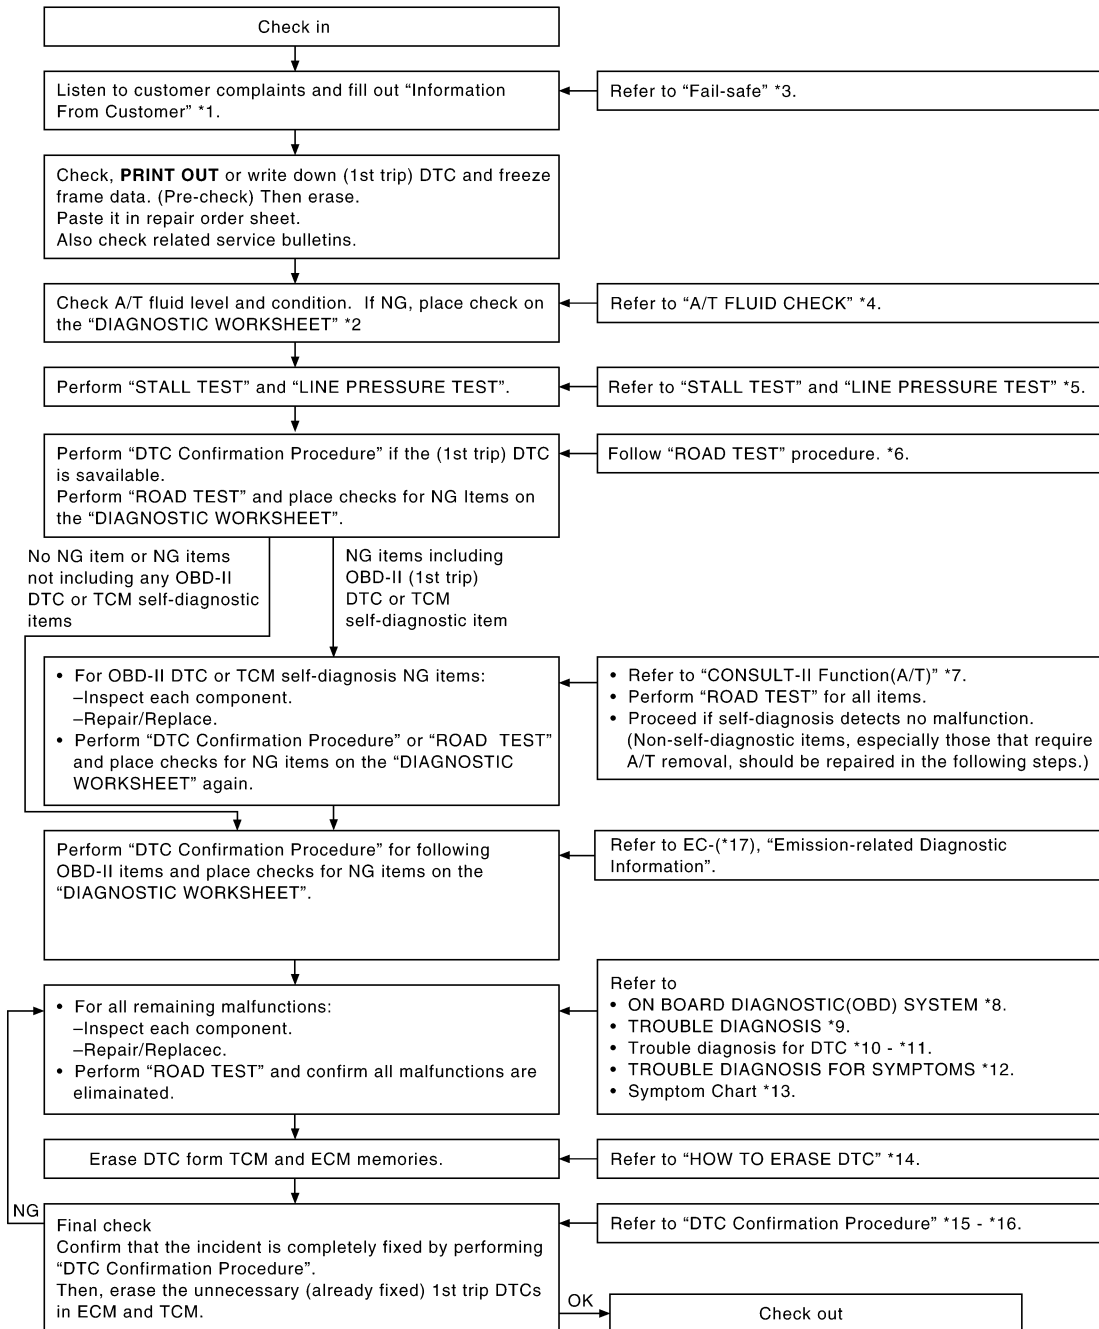 Check in
Listen to customer complaints and fill out “Information
From Customer” *1.
Refer to “Fail-safe” *3.
Check, PRINT OUT or write down (1st trip) DTC and freeze
frame data. (Pre-check) Then erase.
Paste it in repair order sheet.
Also check related service bulletins.
Check A/T fluid level and condition.  If NG, place check on
the “DIAGNOSTIC WORKSHEET” *2
Refer to “A/T FLUID CHECK” *4.
Perform “STALL TEST” and “LINE PRESSURE TEST”.
Refer to “STALL TEST” and “LINE PRESSURE TEST” *5.
Perform “DTC Confirmation Procedure” if the (1st trip) DTC
is savailable.
Perform “ROAD TEST” and place checks for NG Items on
the “DIAGNOSTIC WORKSHEET”.
Follow “ROAD TEST” procedure. *6.
No NG item or NG items
not including any OBD-II
DTC or TCM self-diagnostic
items
NG items including
OBD-II (1st trip)
DTC or TCM
self-diagnostic item
• For OBD-II DTC or TCM self-diagnosis NG items:
–Inspect each component.
–Repair/Replace.
• Perform “DTC Confirmation Procedure” or “ROAD  TEST”
and place checks for NG items on the “DIAGNOSTIC
WORKSHEET” again.
• Refer to “CONSULT-II Function(A/T)” *7.
• Perform “ROAD TEST” for all items.
• Proceed if self-diagnosis detects no malfunction.
(Non-self-diagnostic items, especially those that require
A/T removal, should be repaired in the following steps.)
Perform “DTC Confirmation Procedure” for following
OBD-II items and place checks for NG items on the
“DIAGNOSTIC WORKSHEET”.
Refer to EC-(*17), “Emission-related Diagnostic
Information”.
• For all remaining malfunctions:
–Inspect each component.
–Repair/Replacec.
• Perform “ROAD TEST” and confirm all malfunctions are
elimainated.
Refer to
• ON BOARD DIAGNOSTIC(OBD) SYSTEM *8.
• TROUBLE DIAGNOSIS *9.
• Trouble diagnosis for DTC *10 - *11.
• TROUBLE DIAGNOSIS FOR SYMPTOMS *12.
• Symptom Chart *13.
Erase DTC form TCM and ECM memories.
Refer to “HOW TO ERASE DTC” *14.
NG
Final check
Confirm that the incident is completely fixed by performing
“DTC Confirmation Procedure”.
Then, erase the unnecessary (already fixed) 1st trip DTCs
in ECM and TCM.
Refer to “DTC Confirmation Procedure” *15 - *16.
OK
Check out